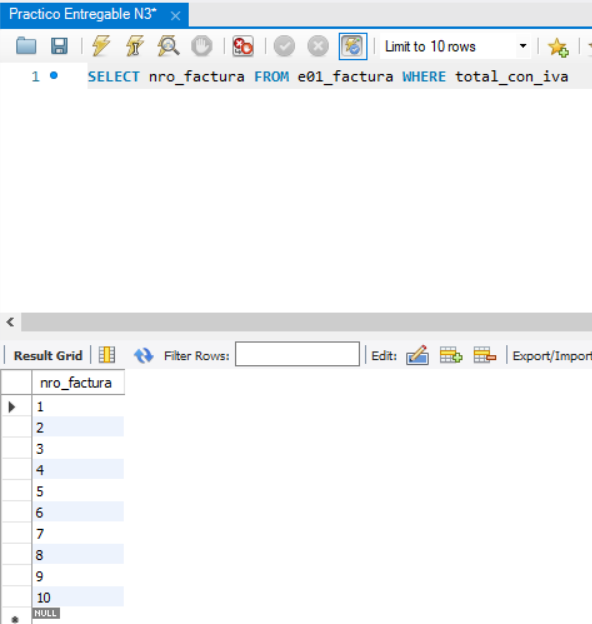 Practico Entregable N3* ×
Limit to 10 rows
1 SELECT nro_factura FROM e01_factura WHERE total_con_iva
Result Grid Filter Rows: Edit: Export/Import
nro_factura
1
2
3
4
5
6
7
8
9
10
NULL